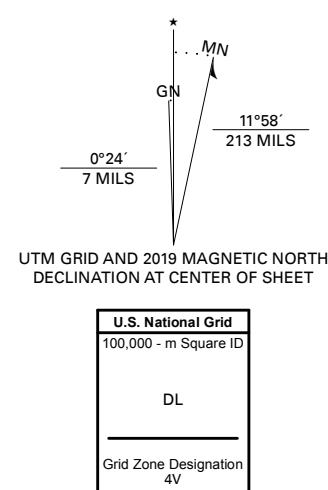 ★
MN
GN
11°58´
213 MILS
0°24´
7 MILS
UTM GRID AND 2019 MAGNETIC NORTH
DECLINATION AT CENTER OF SHEET
U.S. National Grid
100,000 - m Square ID
DL
Grid Zone Designation
4V